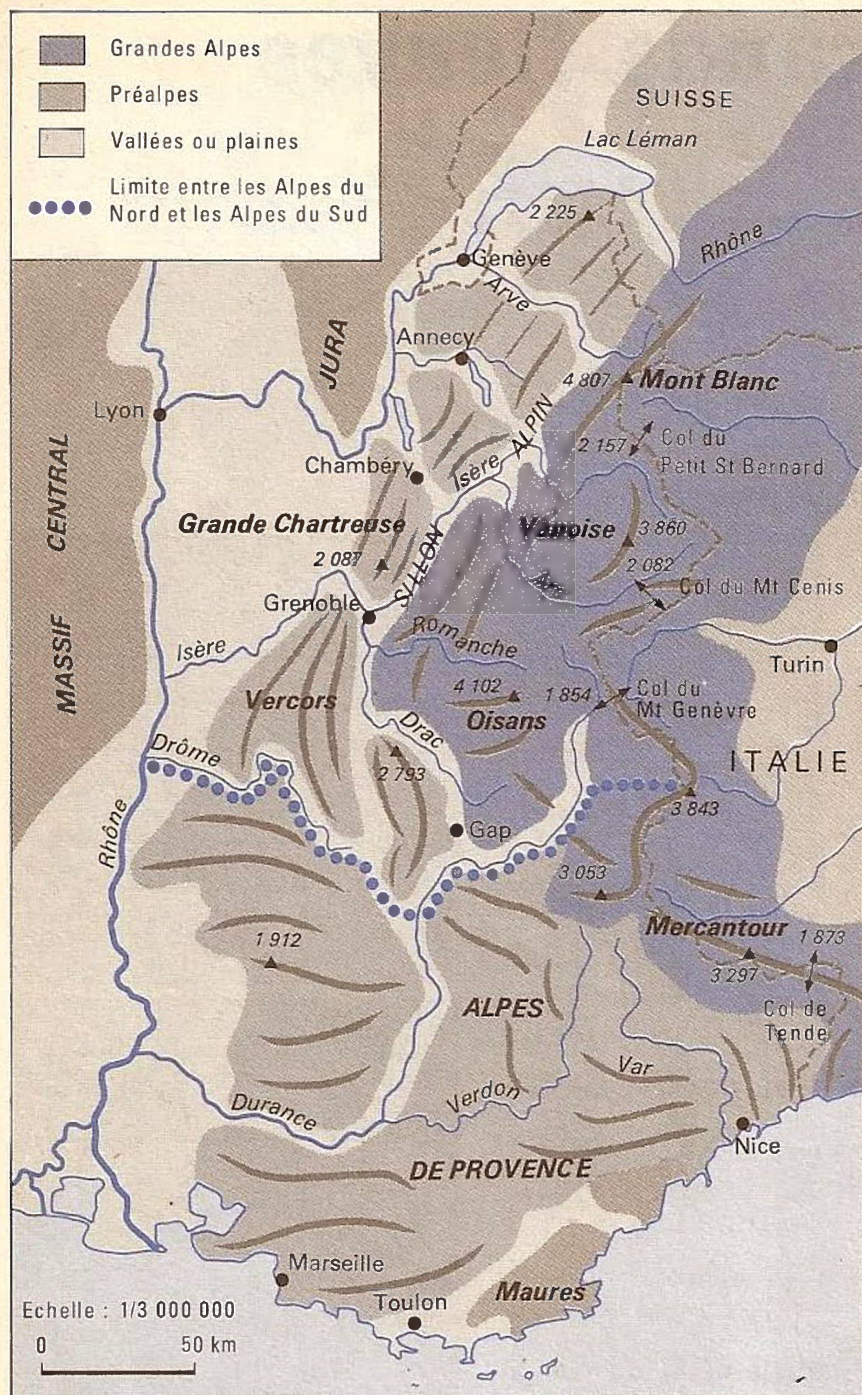 Grandes Alpes
Préalpes
Vallées ou plaines
Limite entre les Alpes du
Nord et les Alpes du Sud
SUISSE
Lac Léman
2 225
Rhône
Genève
Arve
JURA
Annecy
4 807
Mont Blanc
Lyon
ALPIN
2 157
Col du
Petit St Bernard
MASSIF CENTRAL
Chambéry
Isère
Grande Chartreuse
Vanoise
3 860
2 087
SILLON
2 082
Col du Mt Cenis
Grenoble
Romanche
Isère
Turin
Vercors
4 102
1 854
Col du
Mt Genèvre
Oisans
Drac
Drôme
2 793
ITALIE
3 843
Rhône
Gap
3 053
Mercantour
1 873
1 912
3 297
ALPES
Col de
Tende
Var
Durance
Verdon
Nice
DE PROVENCE
Marseille
Maures
Toulon
Echelle : 1/3 000 000
0 50 km